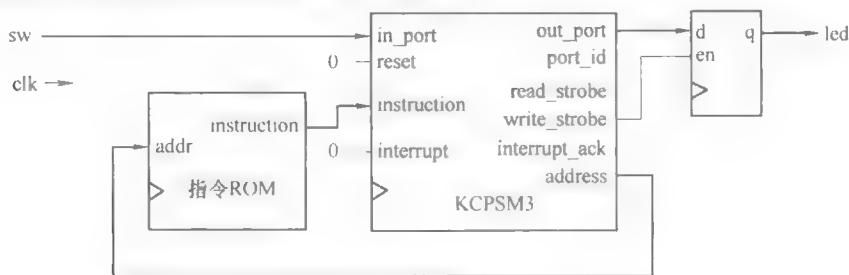 sw
clk
addr
instruction
指令ROM
0
0
in_port
reset
instruction
interrupt
out_port
port_id
read_strobe
write_strobe
interrupt_ack
address
KCPSM3
d
q
en
led